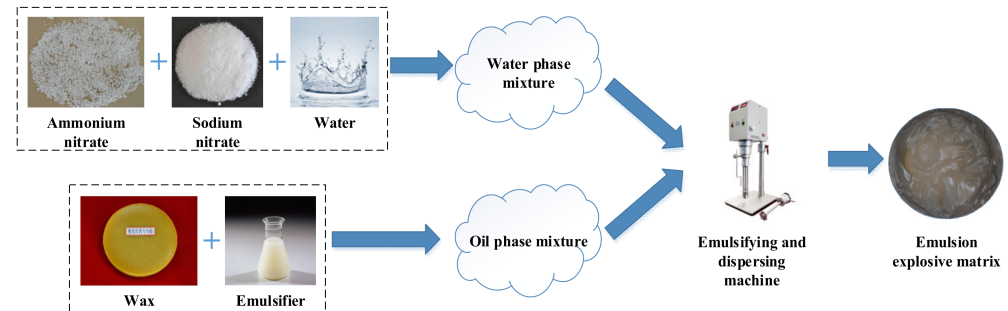 Ammonium
nitrate
Sodium
nitrate
Water
Water phase
mixture
Wax
Emulsifier
Oil phase mixture
Emulsifying and
dispersing
machine
Emulsion
explosive matrix